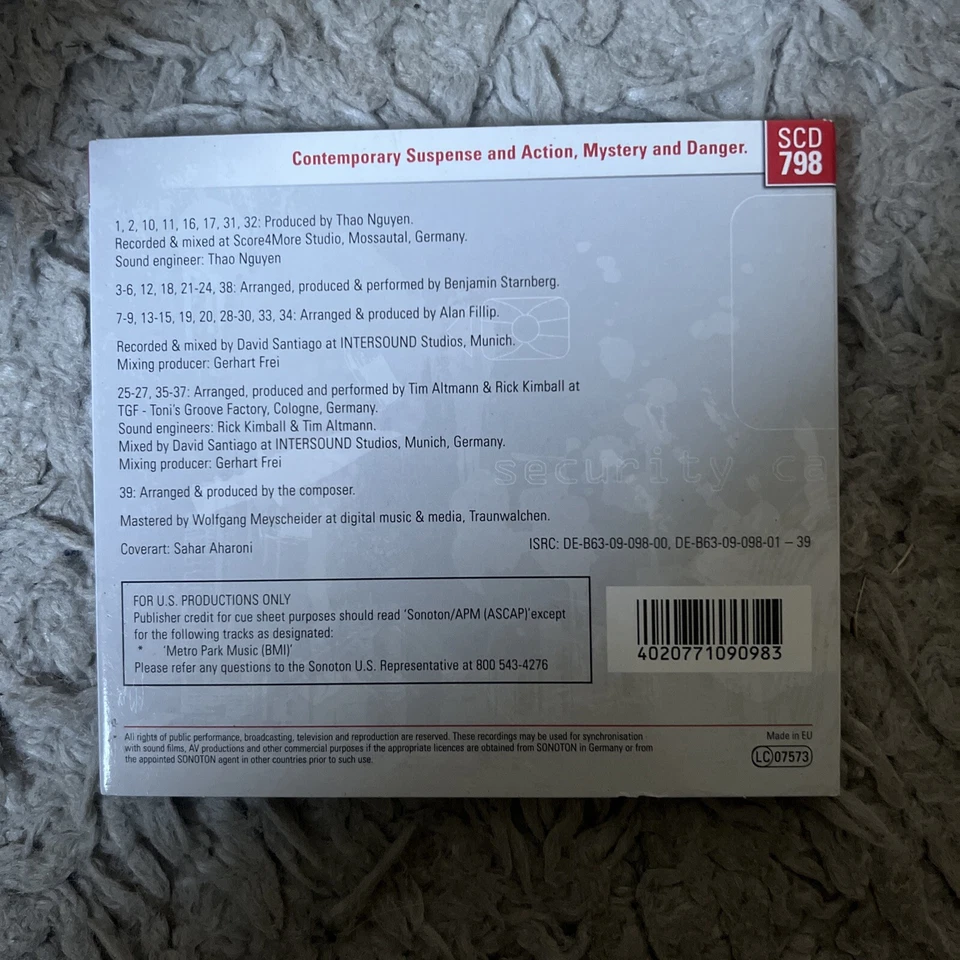 Contemporary Suspense and Action, Mystery and Danger.
SCD
798
1, 2, 10, 11, 16, 17, 31, 32: Produced by Thao Nguyen.
Recorded & mixed at Score4More Studio, Mossautal, Germany.
Sound engineer: Thao Nguyen
3-6, 12, 18, 21-24, 38: Arranged, produced & performed by Benjamin Starnberg.
7-9, 13-15, 19, 20, 28-30, 33, 34: Arranged & produced by Alan Fillip.
Recorded & mixed by David Santiago at INTERSOUND Studios, Munich.
Mixing producer: Gerhart Frei
25-27, 35-37: Arranged, produced and performed by Tim Altmann & Rick Kimball at
TGF - Toni's Groove Factory, Cologne, Germany.
Sound engineers: Rick Kimball & Tim Altmann.
Mixed by David Santiago at INTERSOUND Studios, Munich, Germany.
Mixing producer: Gerhart Frei
security ca
39: Arranged & produced by the composer.
Mastered by Wolfgang Meyscheider at digital music & media, Traunwalchen.
Coverart: Sahar Aharoni
ISRC: DE-B63-09-098-00, DE-B63-09-098-01 – 39
FOR U.S. PRODUCTIONS ONLY
Publisher credit for cue sheet purposes should read 'Sonoton/APM (ASCAP)'except
for the following tracks as designated:
* 'Metro Park Music (BMI)'
Please refer any questions to the Sonoton U.S. Representative at 800 543-4276
4020771090983
* All rights of public performance, broadcasting, television and reproduction are reserved. These recordings may be used for synchronisation
with sound films, AV productions and other commercial purposes if the appropriate licences are obtained from SONOTON in Germany or from
the appointed SONOTON agent in other countries prior to such use.
Made in EU
LC 07573